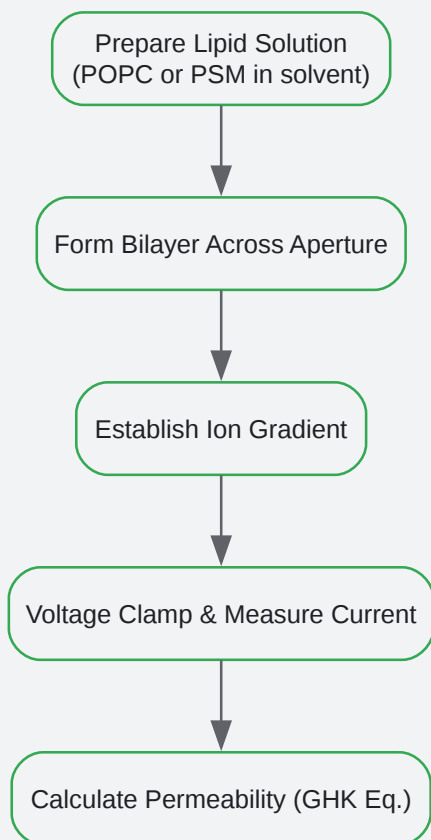 Prepare Lipid Solution
(POPC or PSM in solvent)
Form Bilayer Across Aperture
Establish Ion Gradient
Voltage Clamp & Measure Current
Calculate Permeability (GHK Eq.)